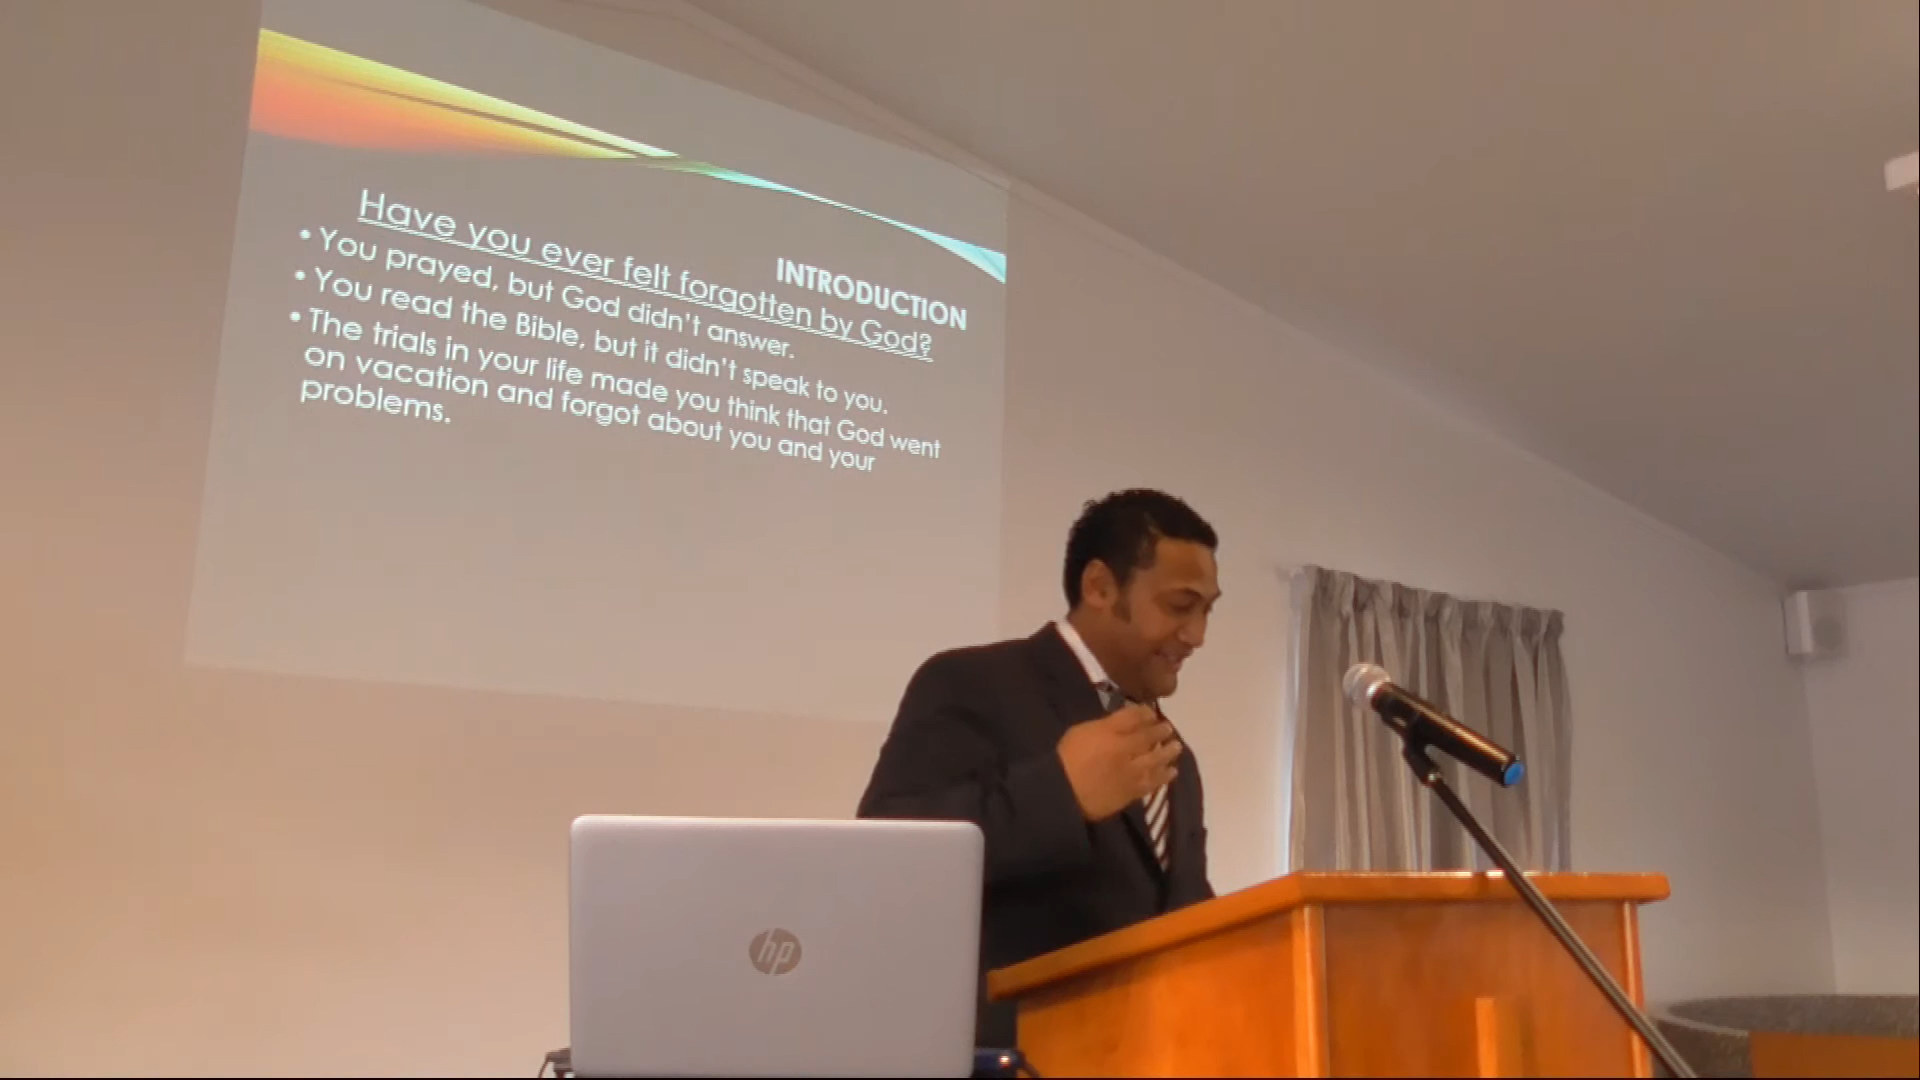 INTRODUCTION
Have you ever felt forgotten by God?
• You prayed, but God didn't answer.
• You read the Bible, but it didn't speak to you.
• The trials in your life made you think that God went
on vacation and forgot about you and your
problems.
hp